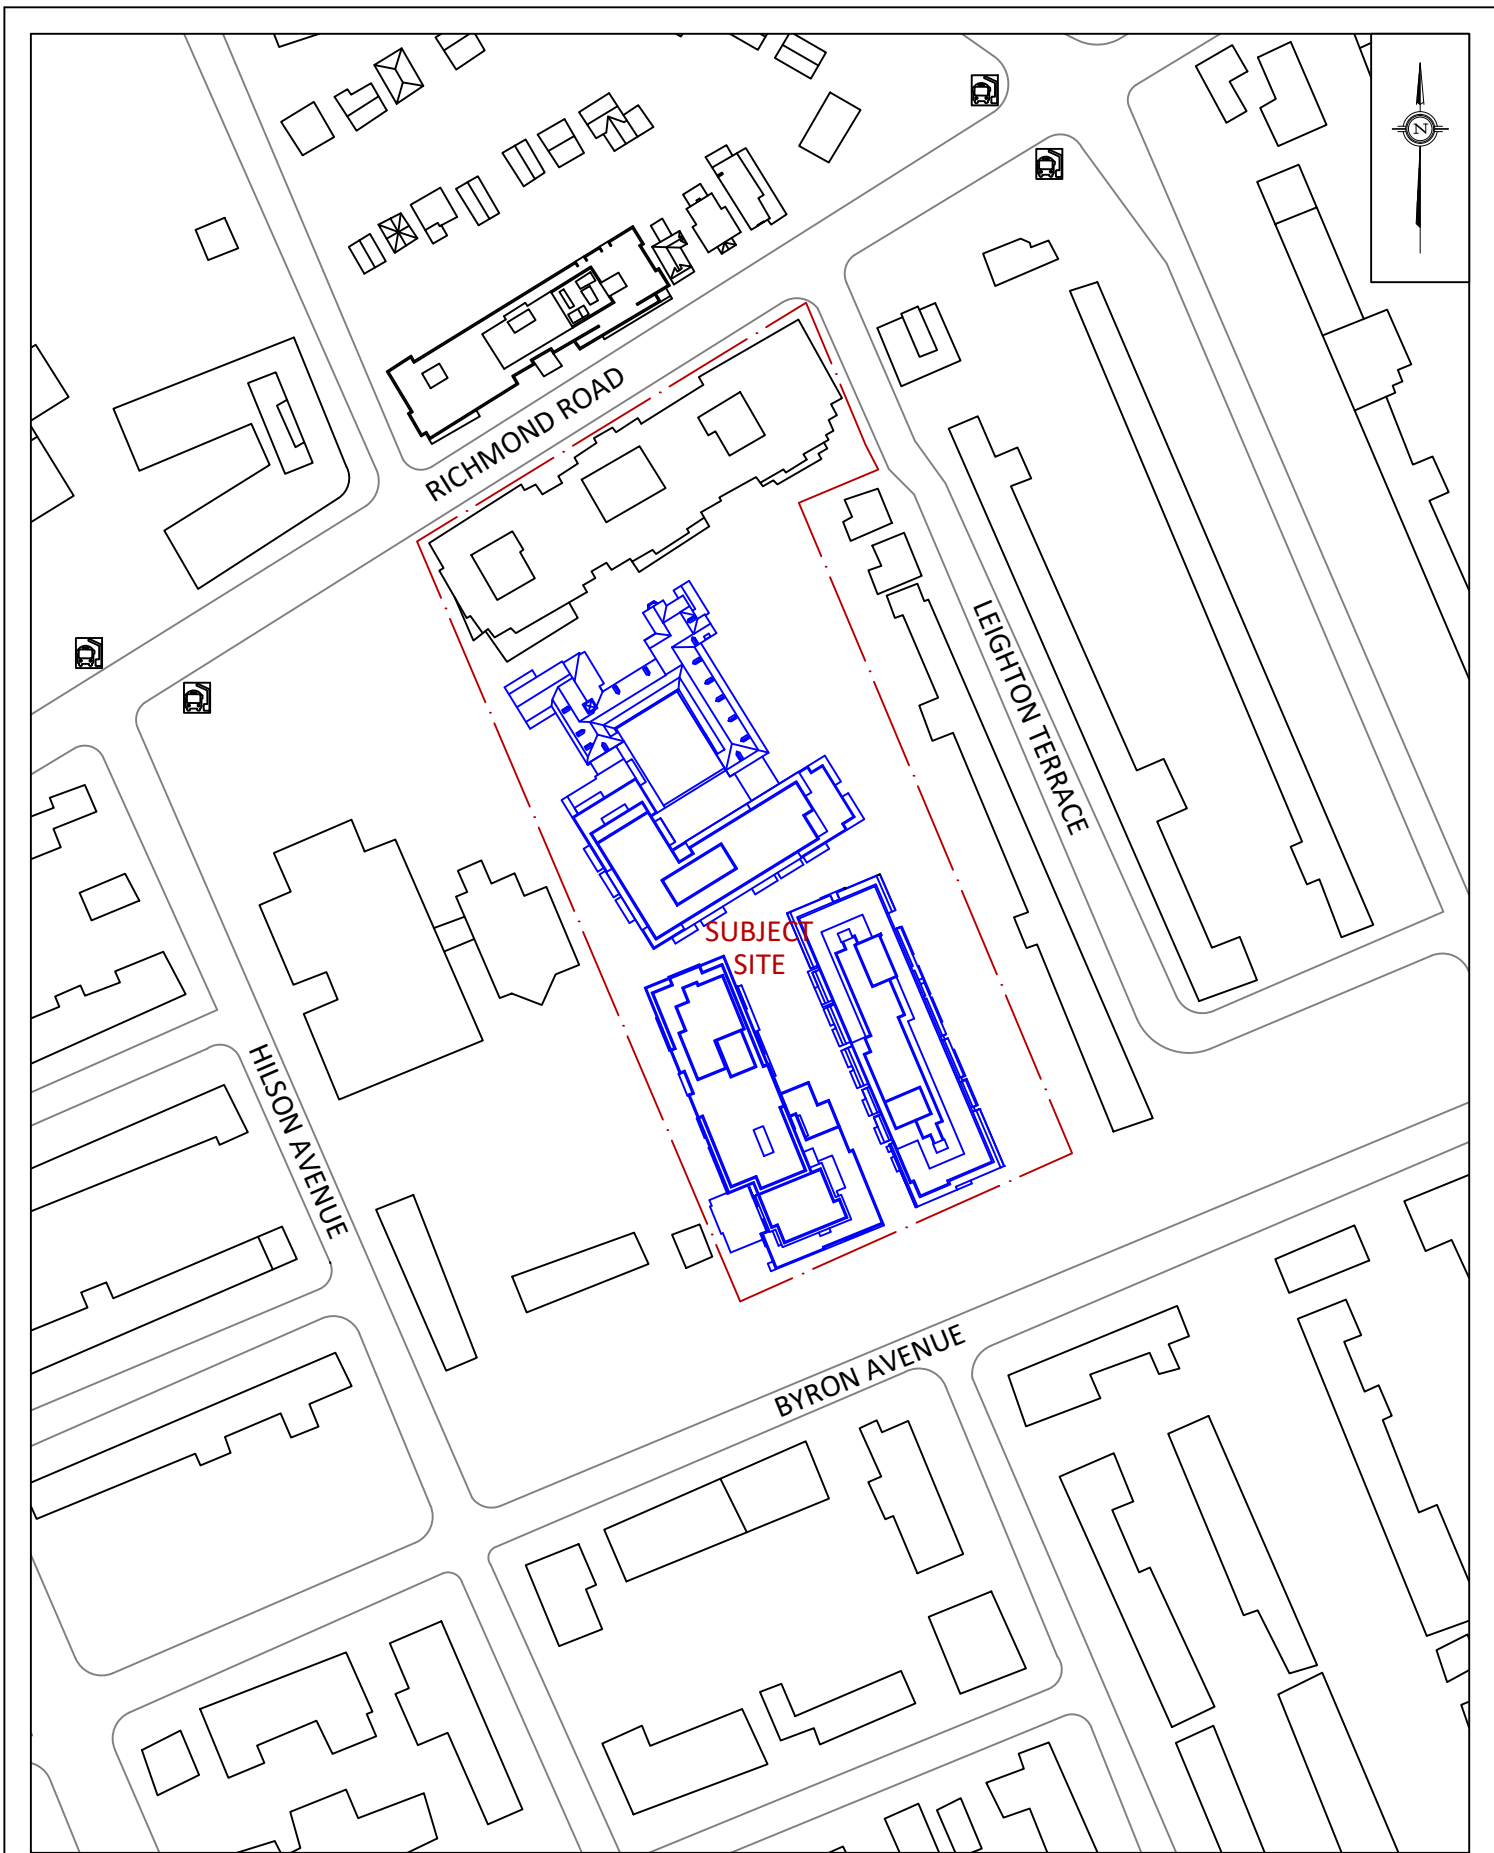 N
RICHMOND ROAD
LEIGHTON TERRACE
SUBJECT
SITE
HILSON AVENUE
BYRON AVENUE